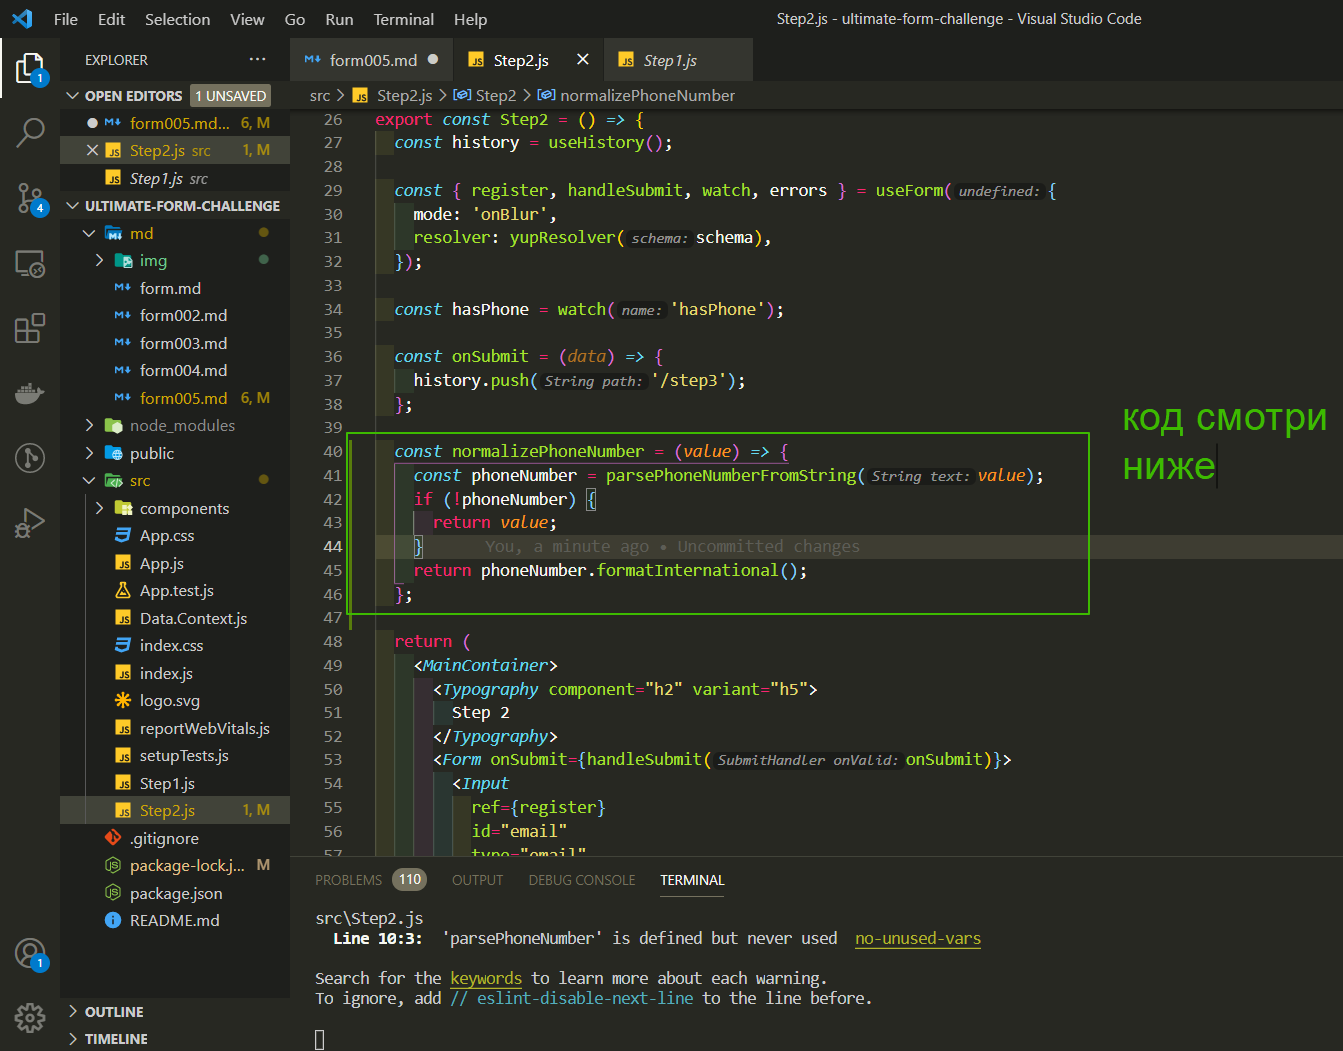 File Edit Selection View Go Run Terminal Help
Step2.js - ultimate-form-challenge - Visual Studio Code
EXPLORER ...
OPEN EDITORS 1 UNSAVED
form005.md... 6, M
Step2.js src 1, M
Step1.js src
ULTIMATE-FORM-CHALLENGE
md
img
form.md
form002.md
form003.md
form004.md
form005.md 6, M
node_modules
public
src
components
App.css
App.js
App.test.js
Data.Context.js
index.css
index.js
logo.svg
reportWebVitals.js
setupTests.js
Step1.js
Step2.js 1, M
.gitignore
package-lock.j... M
package.json
README.md
OUTLINE
TIMELINE
1
4
1
form005.md Step2.js Step1.js
src > Step2.js > Step2 > normalizePhoneNumber
26 export const Step2 = () => {
27 const history = useHistory();
28
29 const { register, handleSubmit, watch, errors } = useForm( undefined: {
30 mode: 'onBlur',
31 resolver: yupResolver( schema: schema),
32 });
33
34 const hasPhone = watch( name: 'hasPhone');
35
36 const onSubmit = (data) => {
37 history.push( String path: '/step3');
38 };
39
40 const normalizePhoneNumber = (value) => {
41 const phoneNumber = parsePhoneNumberFromString( String text: value);
42 if (!phoneNumber) {
43 return value;
44 } You, a minute ago • Uncommitted changes
45 return phoneNumber.formatInternational();
46 };
47
48 return (
49 <MainContainer>
50 <Typography component="h2" variant="h5">
51 Step 2
52 </Typography>
53 <Form onSubmit={handleSubmit( SubmitHandler onValid: onSubmit)}>
54 <Input
55 ref={register}
56 id="email"
57 type="email"
код смотри
ниже
PROBLEMS 110 OUTPUT DEBUG CONSOLE TERMINAL
src\Step2.js
Line 10:3: 'parsePhoneNumber' is defined but never used no-unused-vars
Search for the keywords to learn more about each warning.
To ignore, add // eslint-disable-next-line to the line before.